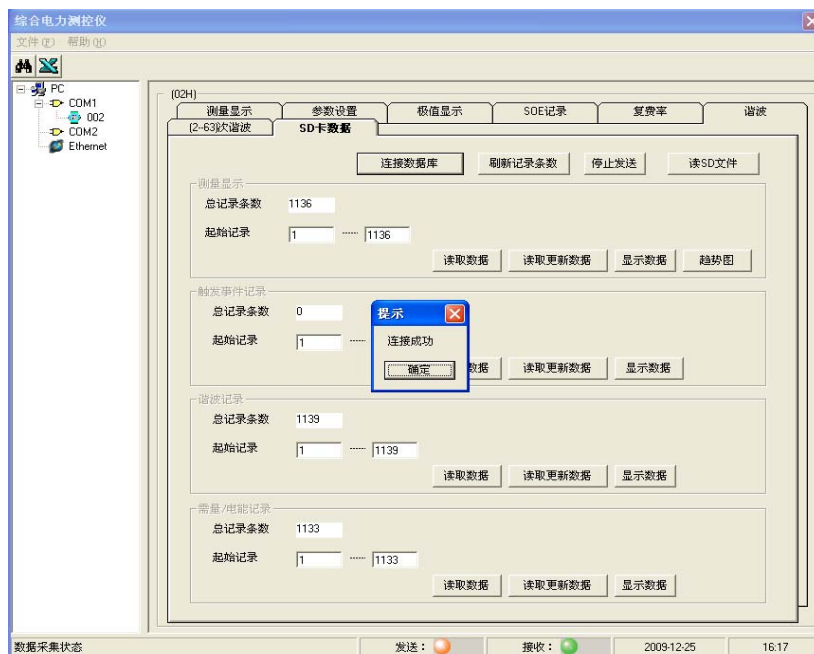 综合电力测控仪
文件(F) 帮助(H)
PC
COM1
002
COM2
Ethernet
(02H)
测量显示 参数设置 极值显示 SOE记录 复费率 谐波
(2--63)次谐波 SD卡数据
连接数据库 刷新记录条数 停止发送 读SD文件
测量显示
总记录条数 1136
起始记录 1 ----- 1136
读取数据 读取更新数据 显示数据 趋势图
触发事件记录
总记录条数 0
提示
起始记录 1 -----
连接成功
确定
数据 读取更新数据 显示数据
谐波记录
总记录条数 1139
起始记录 1 ----- 1139
读取数据 读取更新数据 显示数据
需量/电能记录
总记录条数 1133
起始记录 1 ----- 1133
读取数据 读取更新数据 显示数据
数据采集状态 发送： 接收： 2009-12-25 16:17